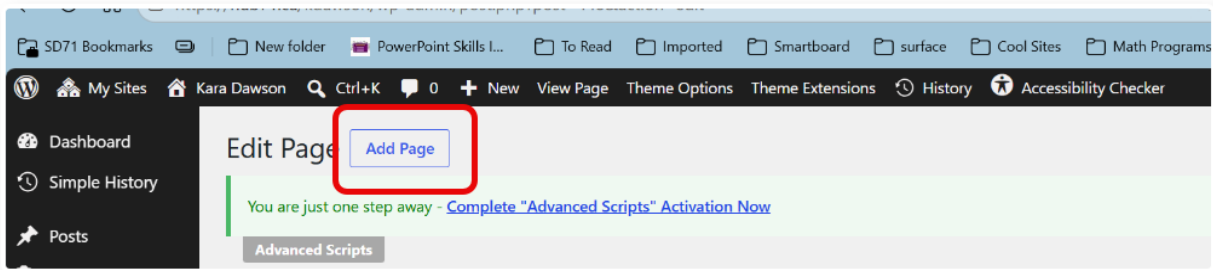 SD71 Bookmarks New folder PowerPoint Skills I... To Read Imported Smartboard surface Cool Sites Math Programs
My Sites Kara Dawson Ctrl+K 0 New View Page Theme Options Theme Extensions History Accessibility Checker
Dashboard
Simple History
Posts
Edit Page Add Page
You are just one step away - Complete "Advanced Scripts" Activation Now
Advanced Scripts